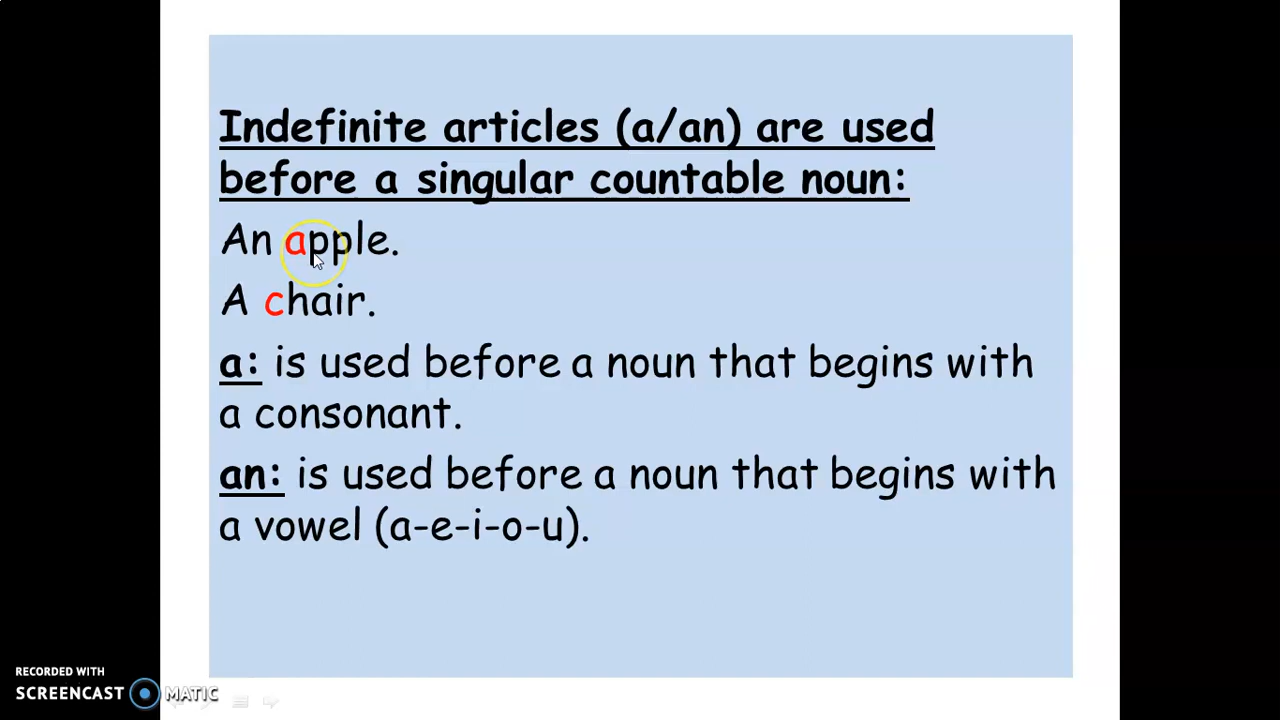 Indefinite articles (a/an) are used
before a singular countable noun:
An apple.
A chair.
a: is used before a noun that begins with
a consonant.
an: is used before a noun that begins with
a vowel (a-e-i-o-u).
RECORDED WITH
SCREENCAST MATIC